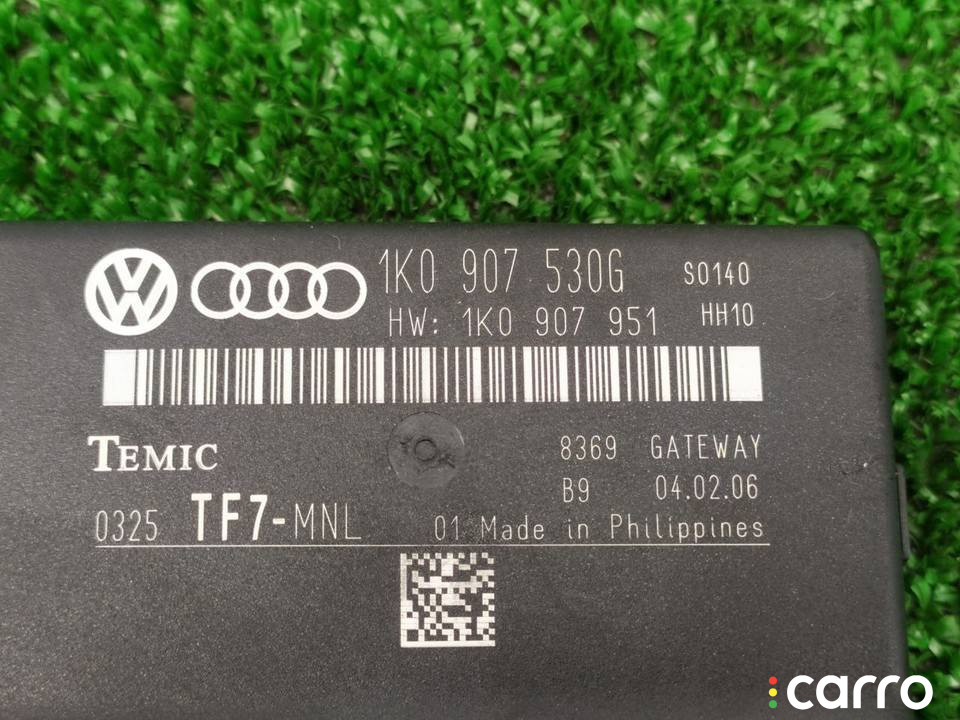 1K0 907 530G S0140
HW: 1K0 907 951 HH10
TEMIC
OK
8369 GATEWAY
B9 04.02.06
0325 TF7-MNL 01 Made in Philippines
carro